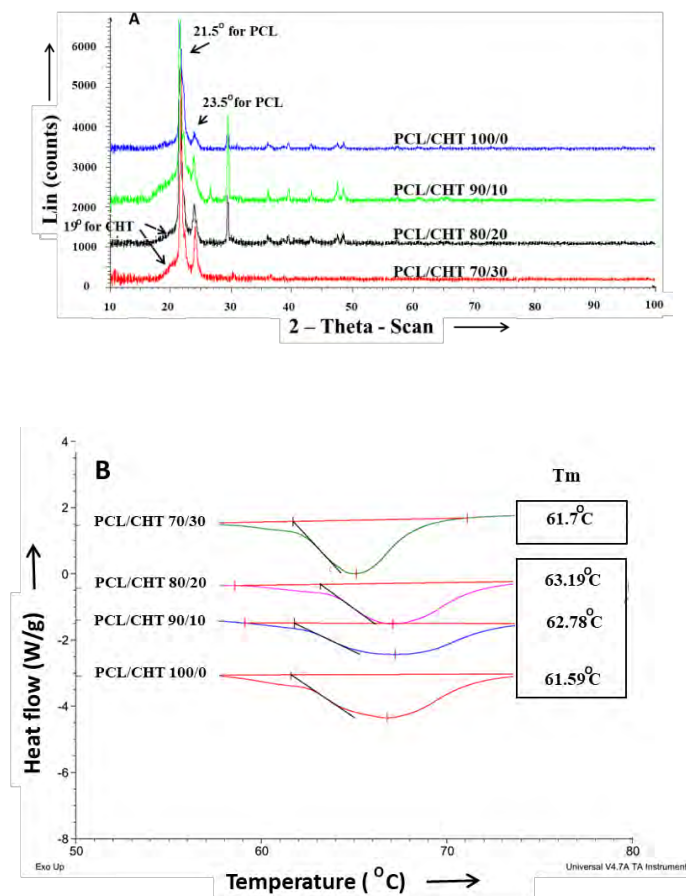 A
21.5° for PCL
23.5° for PCL
6000
5000
4000
3000
2000
1000
0
Lin (counts)
PCL/CHT 100/0
PCL/CHT 90/10
PCL/CHT 80/20
PCL/CHT 70/30
19° for CHT
10 20 30 40 50 60 70 80 90 100
2 – Theta - Scan
B
Tm
4
2
0
-2
-4
-6
-8
Heat flow (W/g)
PCL/CHT 70/30 61.7°C
PCL/CHT 80/20 63.19°C
PCL/CHT 90/10 62.78°C
PCL/CHT 100/0 61.59°C
50 60 70 80
Exo Up
Universal V4.7A TA Instrument
Temperature ( °C)